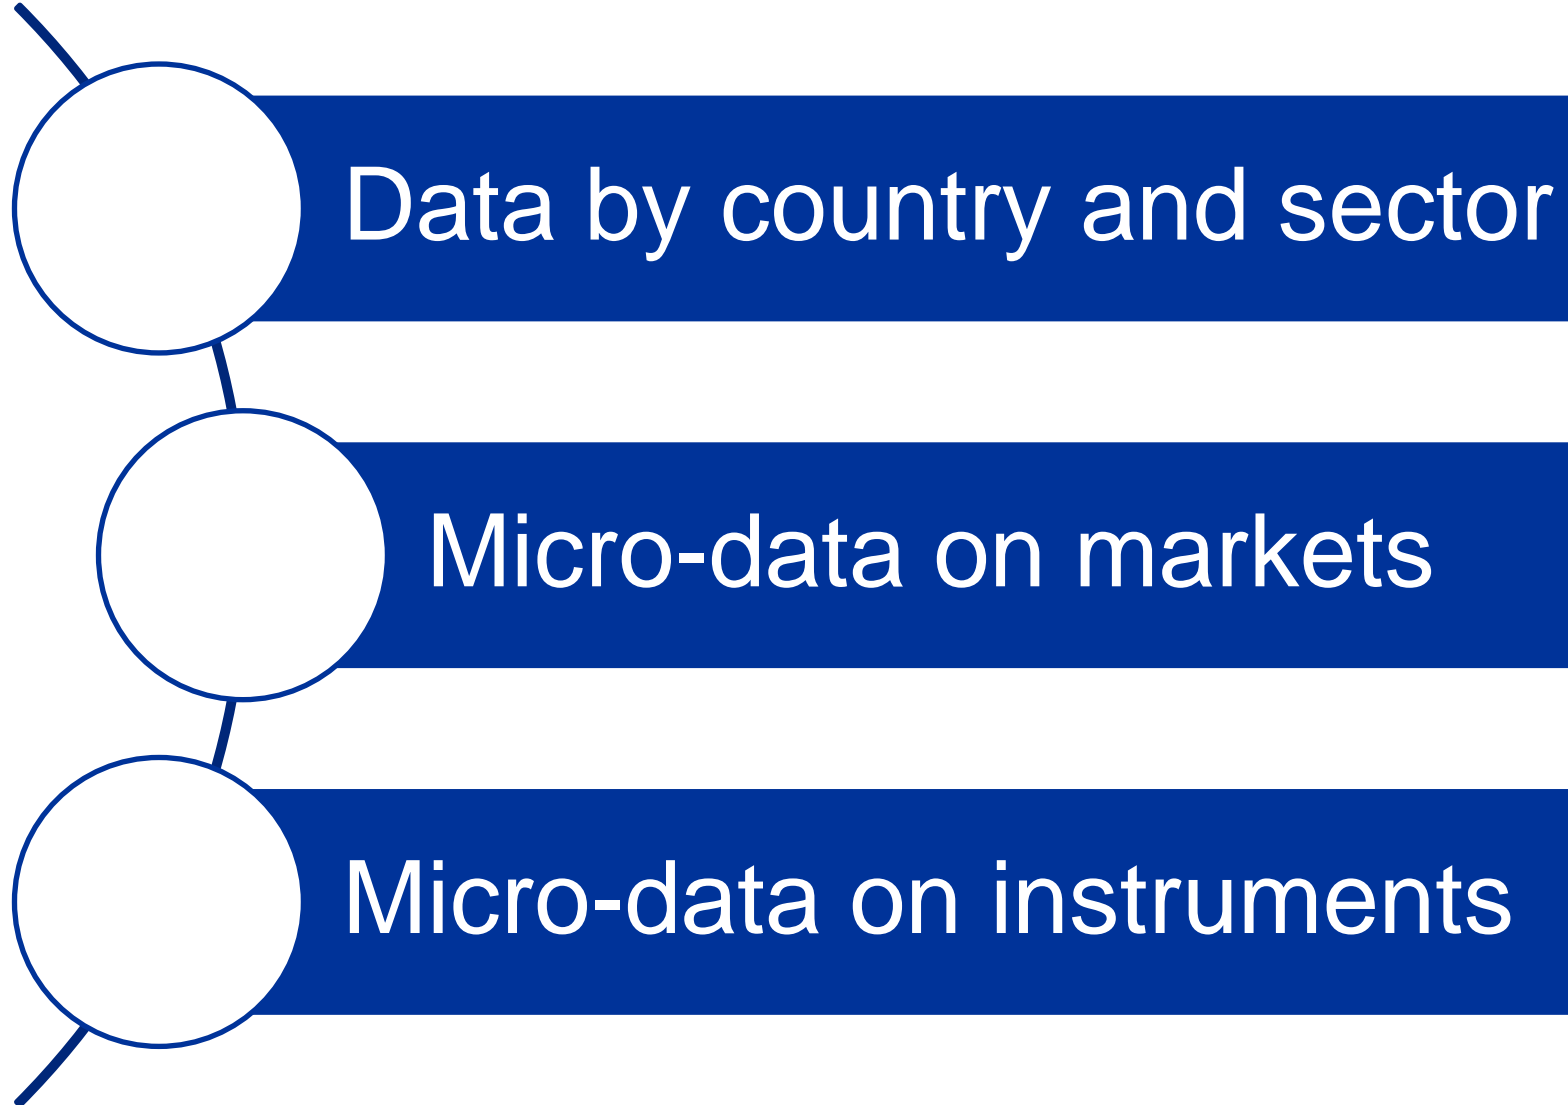 Data by country and sector
Micro-data on markets
Micro-data on instruments